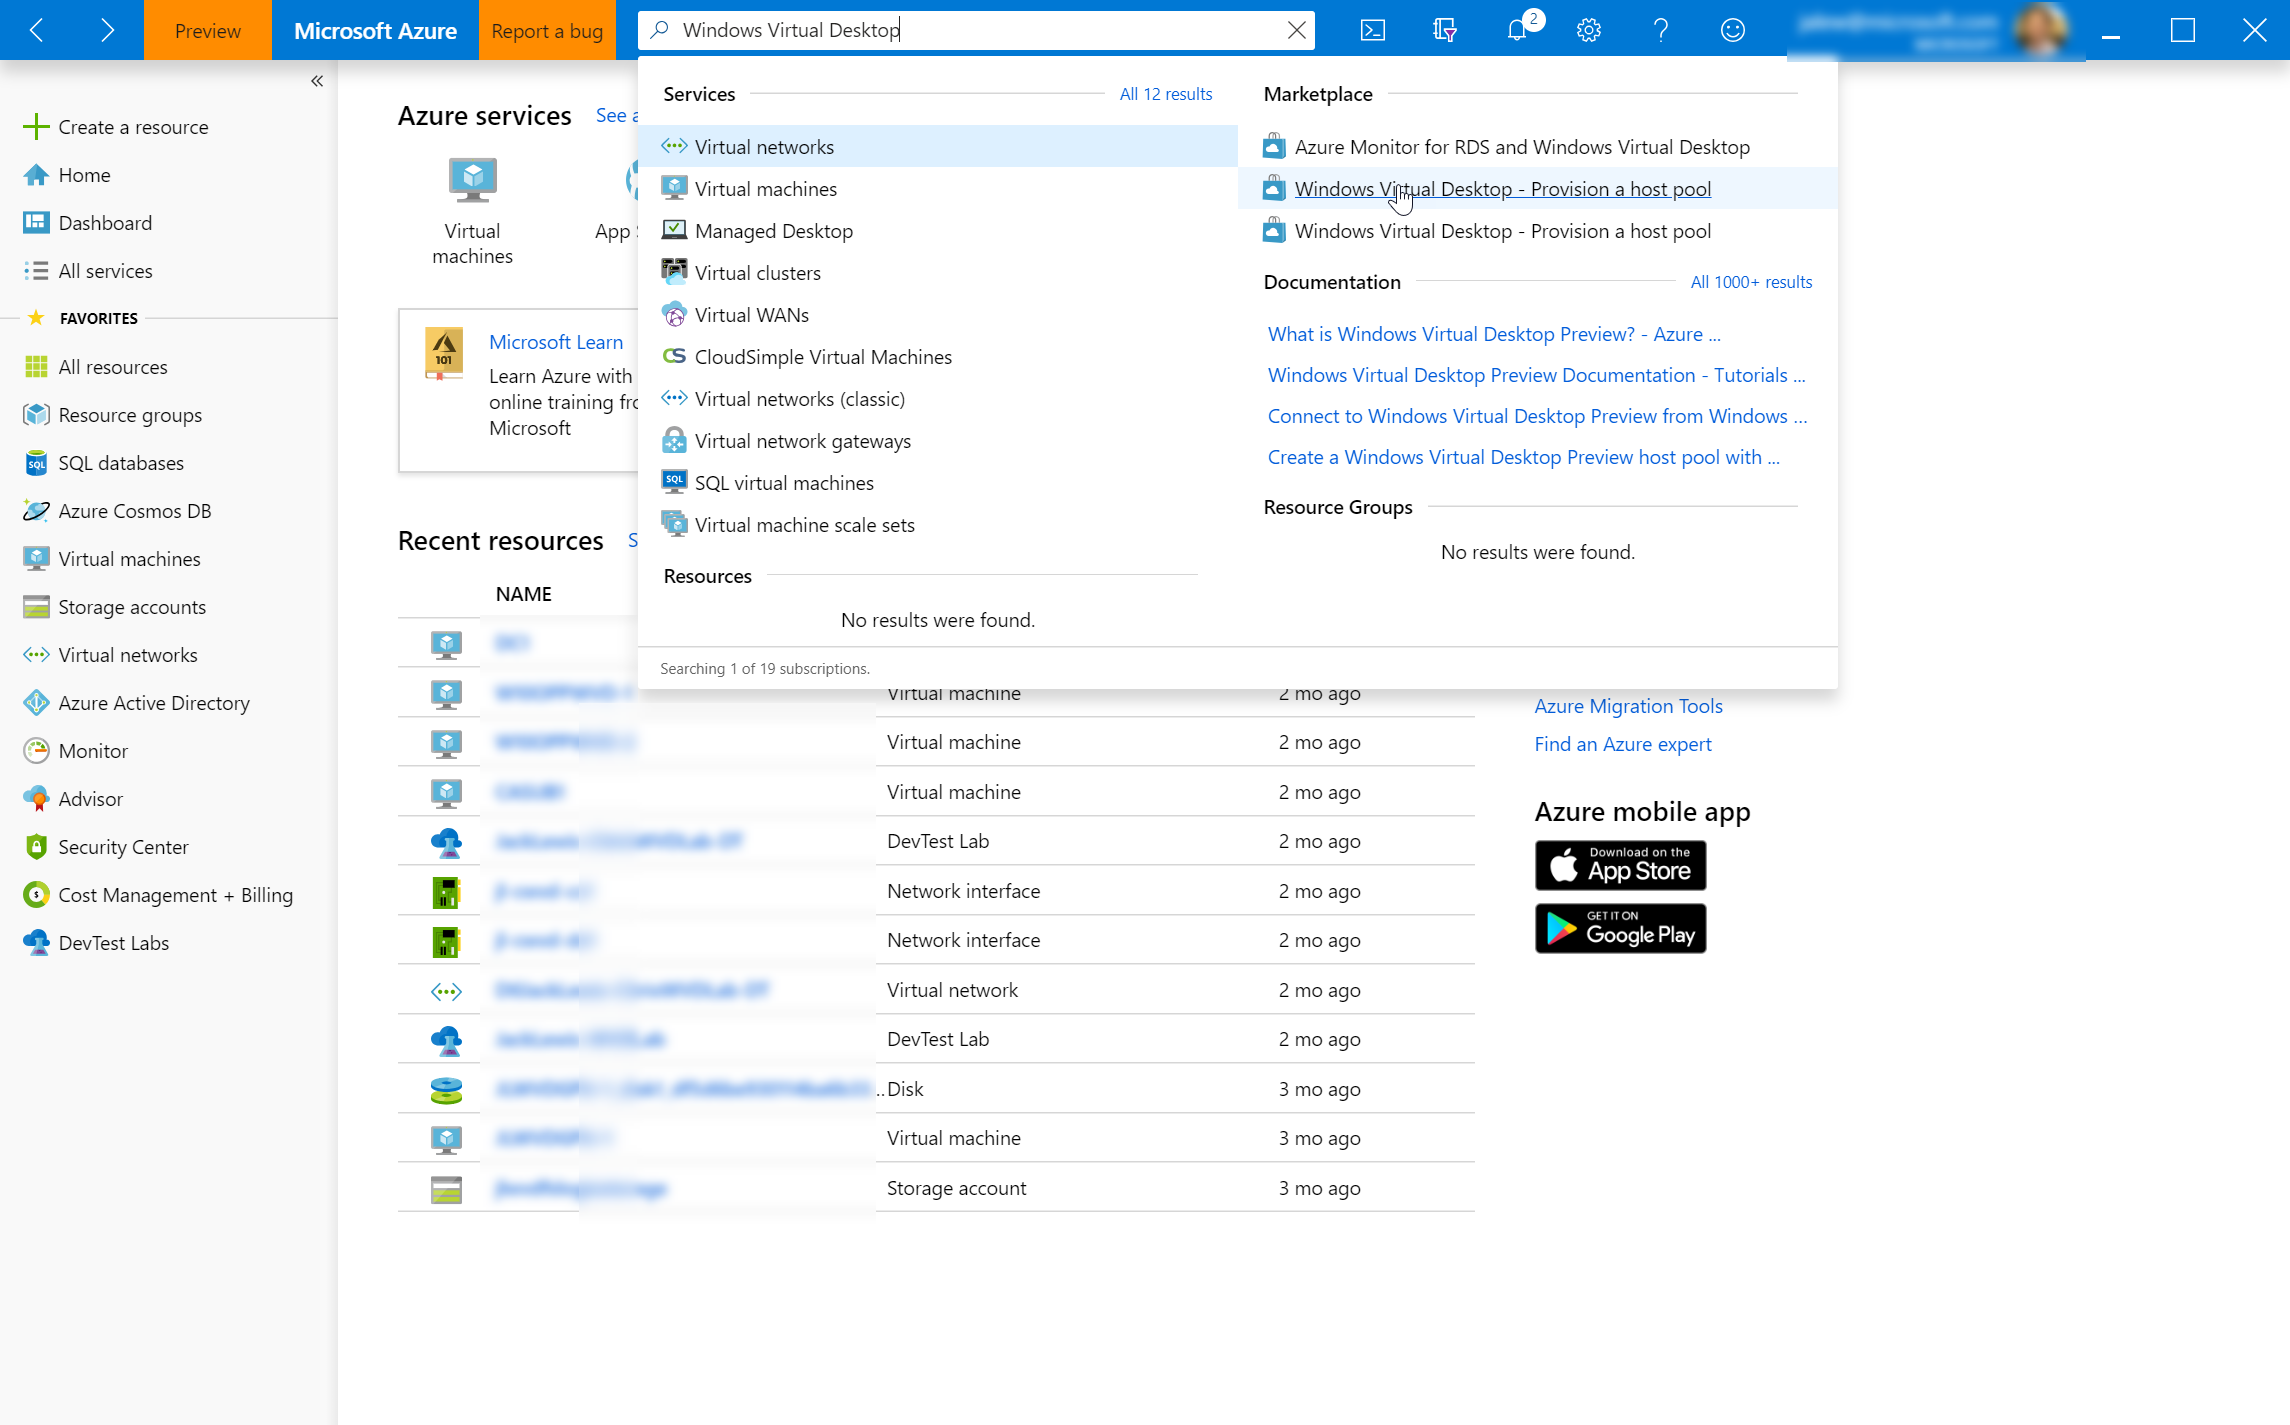 Preview
Microsoft Azure
Report a bug
Windows Virtual Desktop
2
«
Create a resource
Home
Dashboard
All services
FAVORITES
All resources
Resource groups
SQL databases
Azure Cosmos DB
Virtual machines
Storage accounts
Virtual networks
Azure Active Directory
Monitor
Advisor
Security Center
Cost Management + Billing
DevTest Labs
Azure services
See a
Virtual
machines
App
Microsoft Learn
Learn Azure with
online training fro
Microsoft
101
Recent resources
S
NAME
Services
All 12 results
Virtual networks
Virtual machines
Managed Desktop
Virtual clusters
Virtual WANs
CloudSimple Virtual Machines
Virtual networks (classic)
Virtual network gateways
SQL virtual machines
Virtual machine scale sets
Resources
No results were found.
Searching 1 of 19 subscriptions.
Marketplace
Azure Monitor for RDS and Windows Virtual Desktop
Windows Virtual Desktop - Provision a host pool
Windows Virtual Desktop - Provision a host pool
Documentation
All 1000+ results
What is Windows Virtual Desktop Preview? - Azure ...
Windows Virtual Desktop Preview Documentation - Tutorials ...
Connect to Windows Virtual Desktop Preview from Windows ...
Create a Windows Virtual Desktop Preview host pool with ...
Resource Groups
No results were found.
Virtual machine 2 mo ago
Virtual machine 2 mo ago
Virtual machine 2 mo ago
DevTest Lab 2 mo ago
Network interface 2 mo ago
Network interface 2 mo ago
Virtual network 2 mo ago
DevTest Lab 2 mo ago
Disk 3 mo ago
Virtual machine 3 mo ago
Storage account 3 mo ago
Azure Migration Tools
Find an Azure expert
Azure mobile app
Download on the
App Store
GET IT ON
Google Play